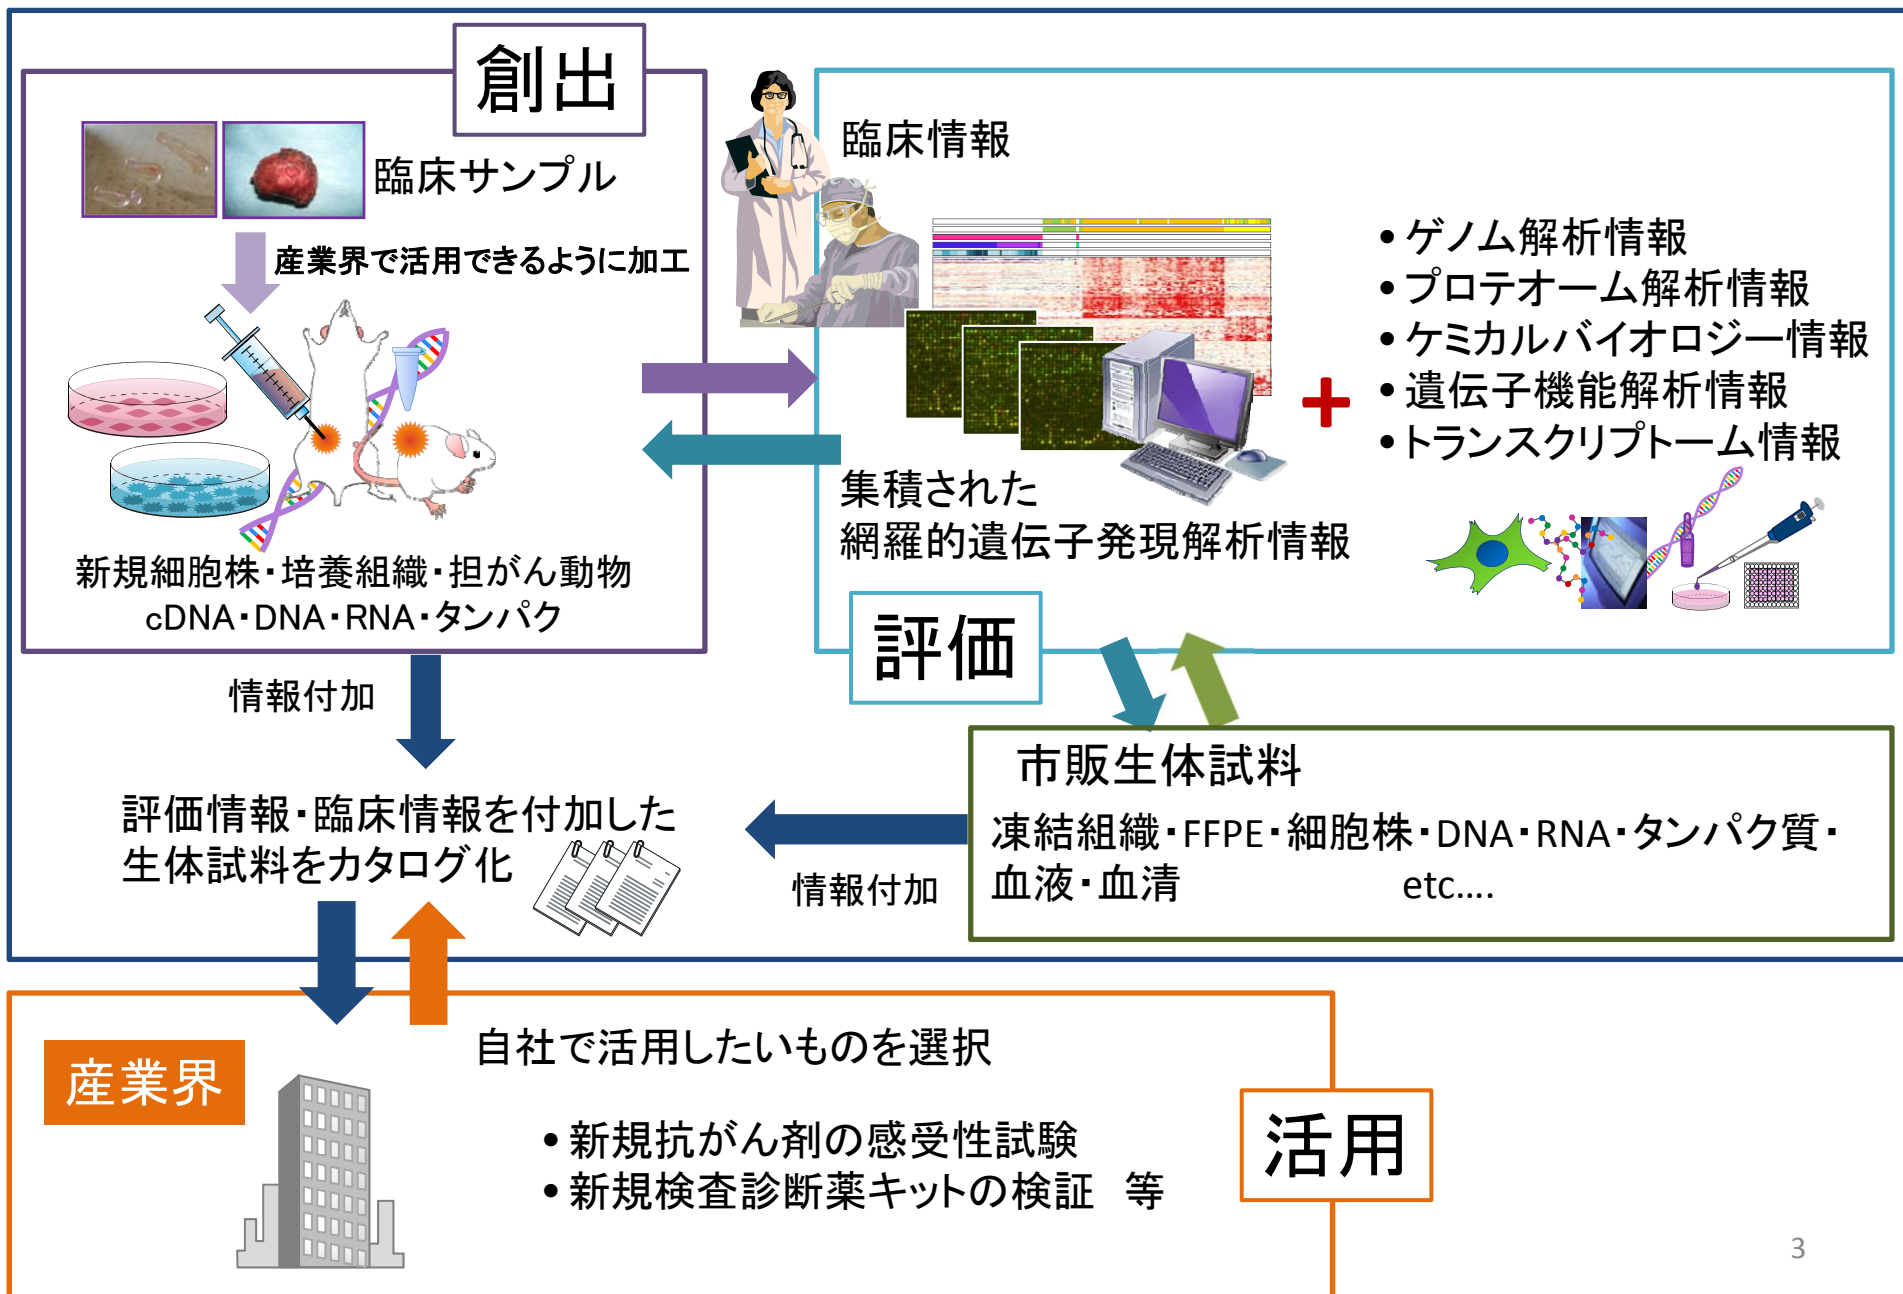 創出
臨床サンプル
産業界で活用できるように加工
新規細胞株・培養組織・担がん動物
cDNA・DNA・RNA・タンパク
臨床情報
集積された
網羅的遺伝子発現解析情報
+
•ゲノム解析情報
•プロテオーム解析情報
•ケミカルバイオロジー情報
•遺伝子機能解析情報
•トランスクリプトーム情報
評価
情報付加
市販生体試料
凍結組織・FFPE・細胞株・DNA・RNA・タンパク質・
血液・血清 etc....
情報付加
評価情報・臨床情報を付加した
生体試料をカタログ化
産業界
自社で活用したいものを選択
•新規抗がん剤の感受性試験
•新規検査診断薬キットの検証 等
活用
3